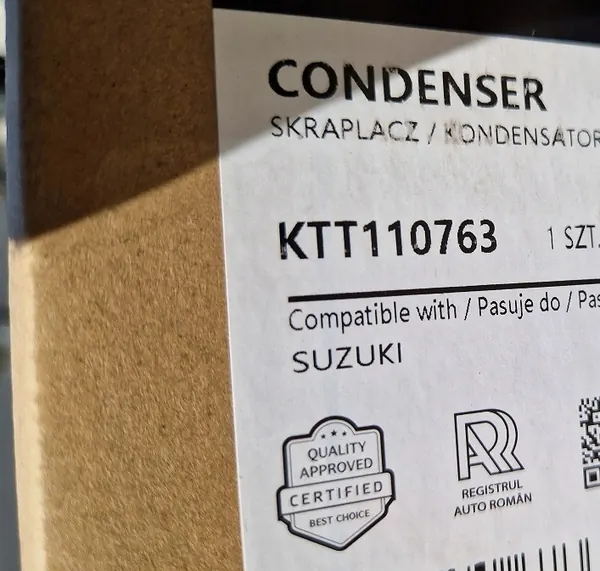 CONDENSER
SKRAPLACZ / KONDENSATOR
KTT110763 1 SZT.
Compatible with / Pasuje do / Pas
SUZUKI
QUALITY
APPROVED
CERTIFIED
BEST CHOICE
REGISTRUL
AUTO ROMÂN